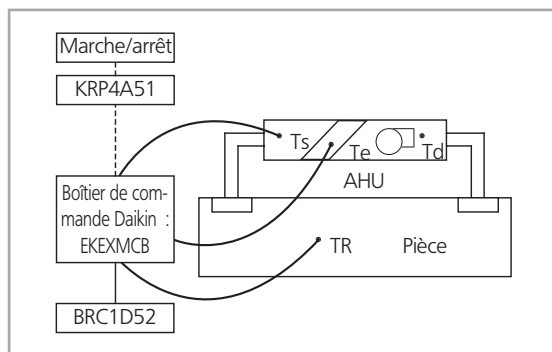 Marche/arrêt
KRP4A51
Boîtier de com-
mande Daikin :
EKEXMCB
BRC1D52
Ts
Te
Td
AHU
TR
Pièce